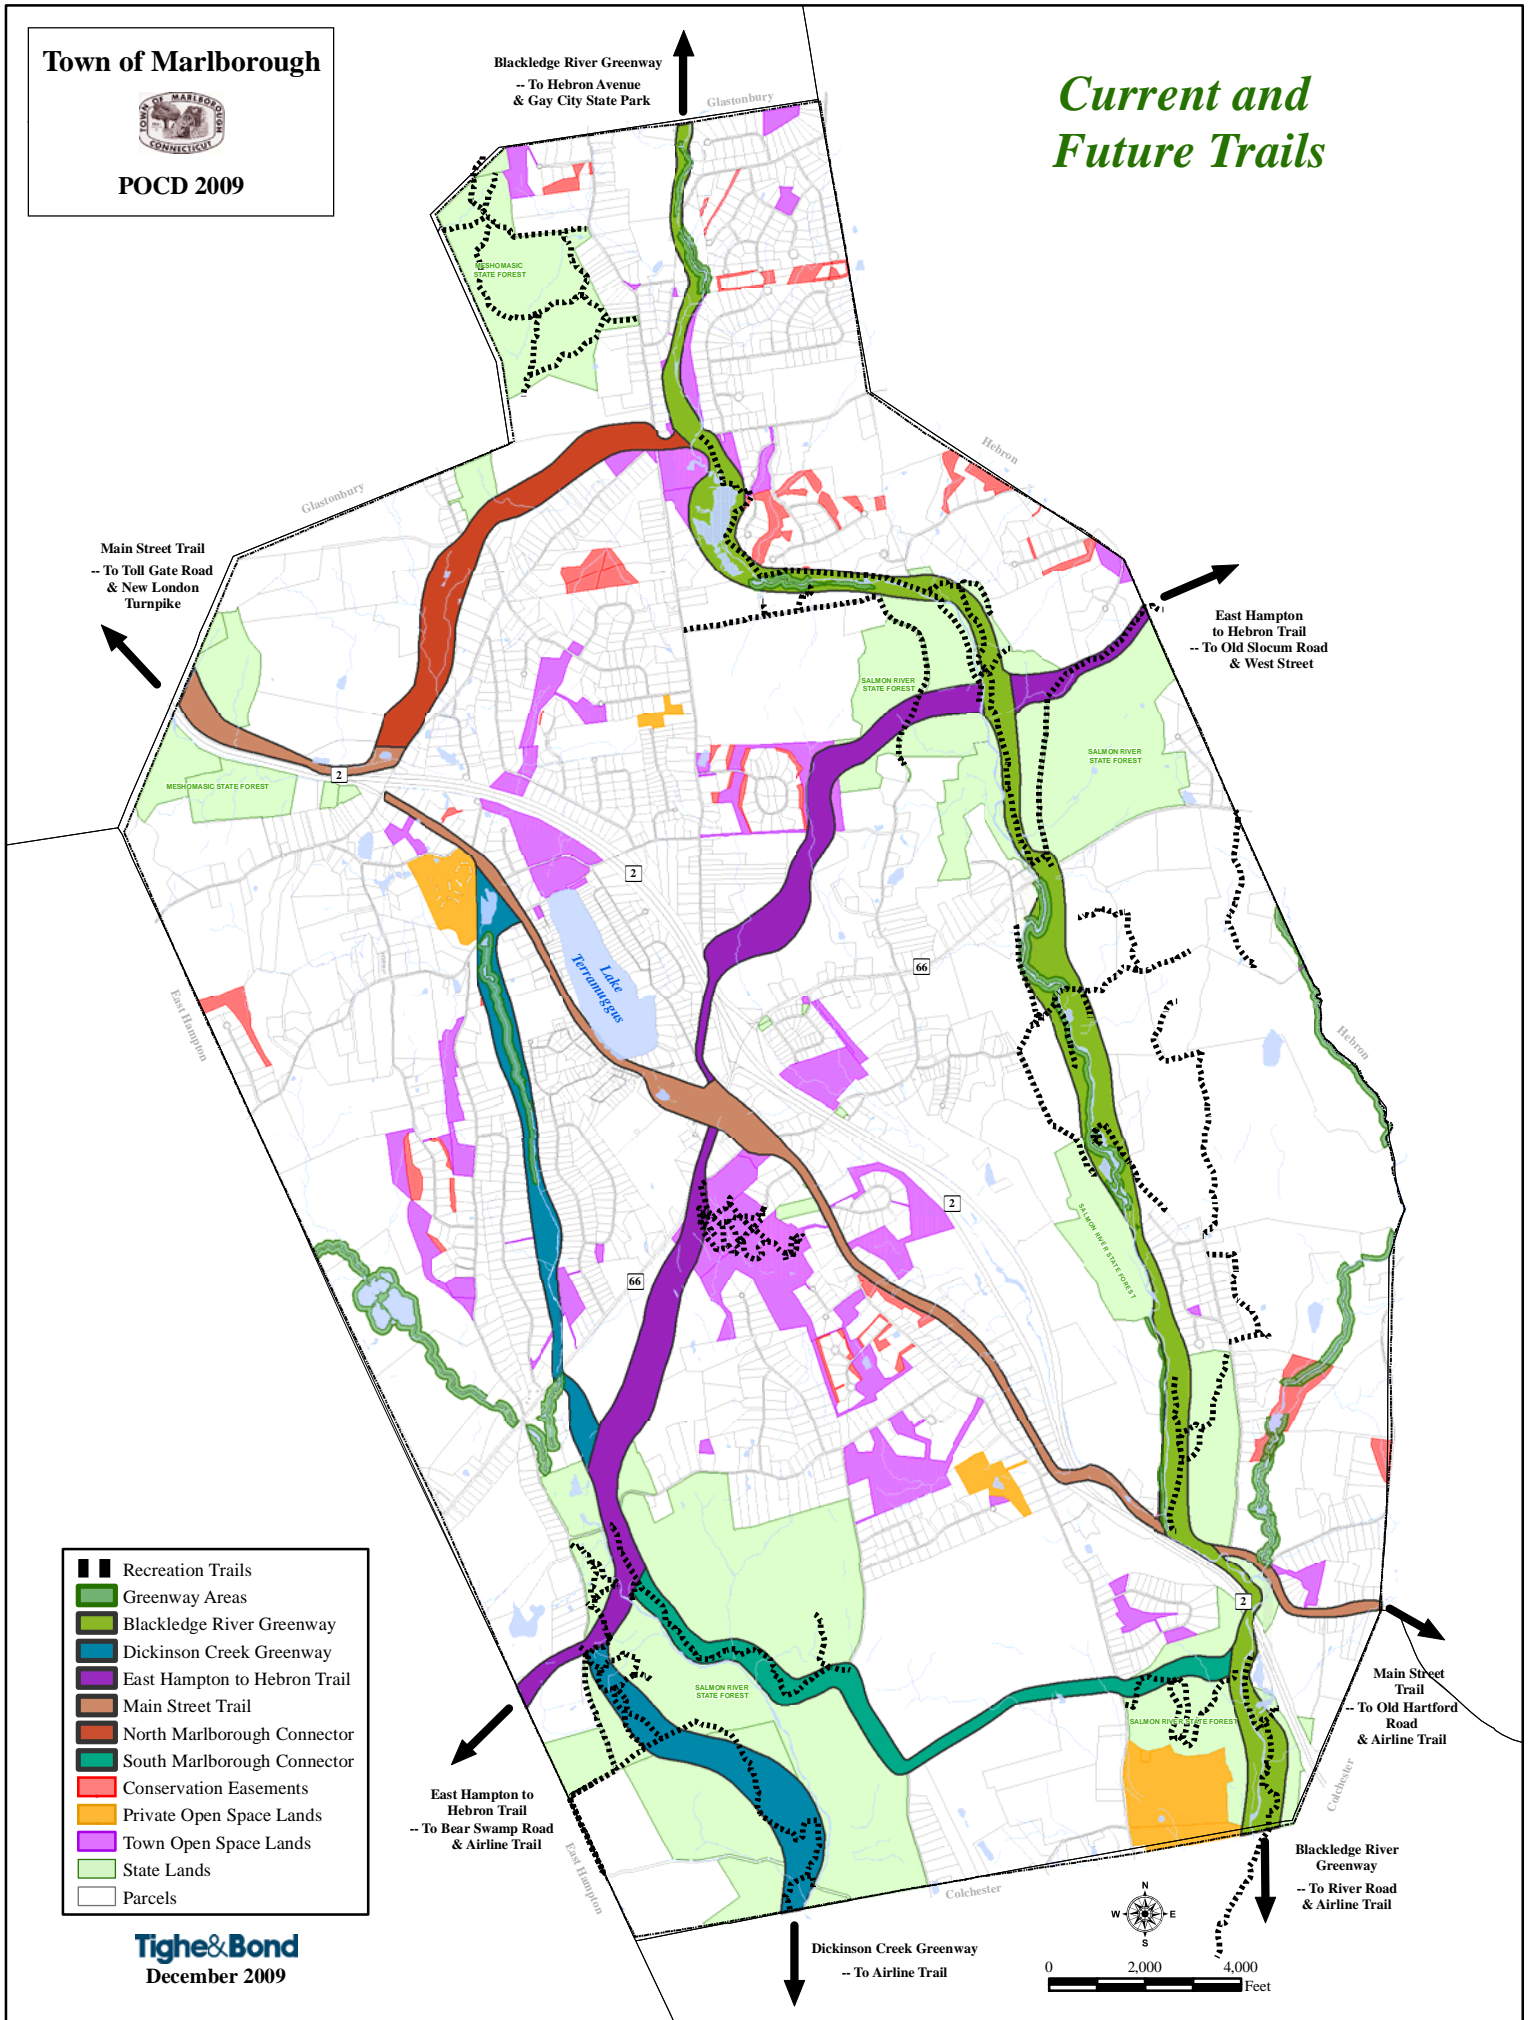 Town of Marlborough
TOWN OF MARLBOROUGH
CONNECTICUT
POCD 2009
Current and
Future Trails
Blackledge River Greenway
-- To Hebron Avenue
& Gay City State Park
Glastonbury
MESHOMASIC
STATE FOREST
Hebron
Glastonbury
Main Street Trail
-- To Toll Gate Road
& New London
Turnpike
East Hampton
to Hebron Trail
-- To Old Slocum Road
& West Street
SALMON RIVER
STATE FOREST
SALMON RIVER
STATE FOREST
2
MESHOMASIC STATE FOREST
2
66
Lake
Terramuggus
East Hampton
Hebron
2
SALMON RIVER STATE FOREST
66
Recreation Trails
Greenway Areas
Blackledge River Greenway
Dickinson Creek Greenway
East Hampton to Hebron Trail
Main Street Trail
North Marlborough Connector
South Marlborough Connector
Conservation Easements
Private Open Space Lands
Town Open Space Lands
State Lands
Parcels
2
Main Street
Trail
-- To Old Hartford
Road
& Airline Trail
SALMON RIVER
STATE FOREST
SALMON RIVER STATE FOREST
Colchester
East Hampton to
Hebron Trail
-- To Bear Swamp Road
& Airline Trail
East Hampton
Colchester
Blackledge River
Greenway
-- To River Road
& Airline Trail
Tighe&Bond
December 2009
Dickinson Creek Greenway
-- To Airline Trail
N
W E
S
0 2,000 4,000
Feet